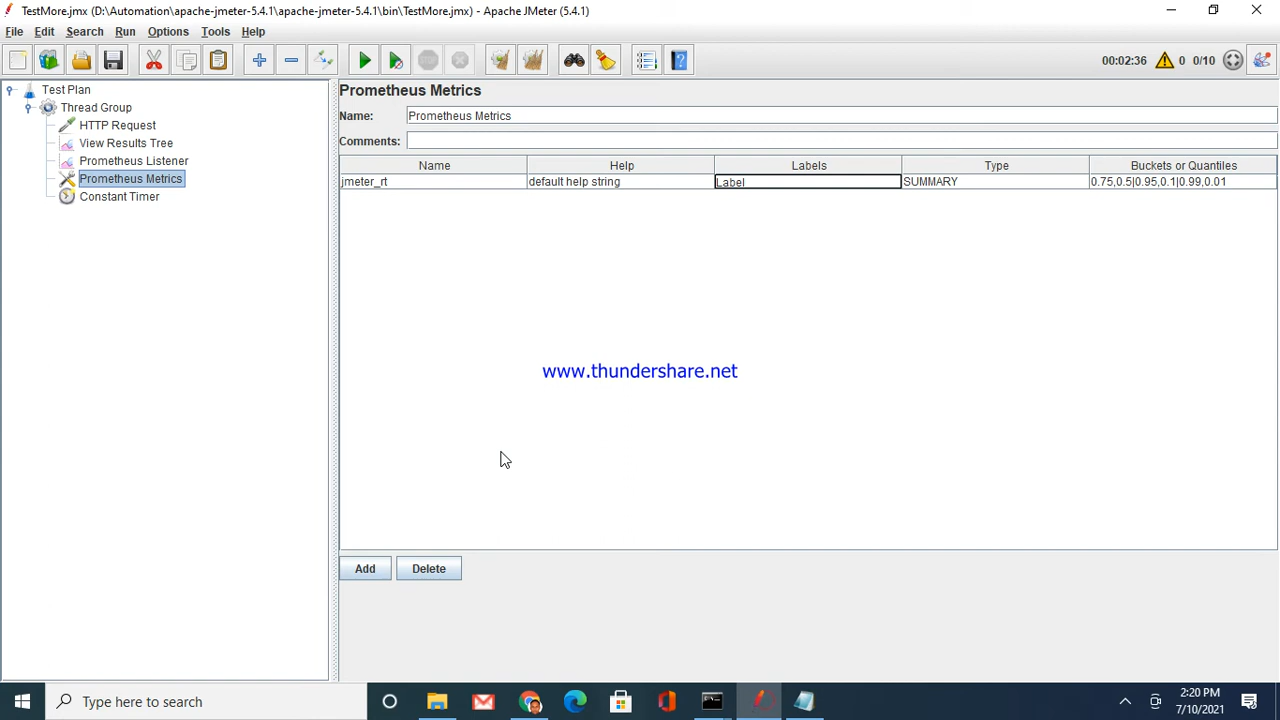 TestMore.jmx (D:\Automation\apache-jmeter-5.4.1\apache-jmeter-5.4.1\bin\TestMore.jmx) - Apache JMeter (5.4.1)
File Edit Search Run Options Tools Help
STOP
00:02:36 0 0/10
Test Plan
Thread Group
HTTP Request
View Results Tree
Prometheus Listener
Prometheus Metrics
Constant Timer
Prometheus Metrics
Name: Prometheus Metrics
Comments:
Name Help Labels Type Buckets or Quantiles
jmeter_rt default help string Label SUMMARY 0.75,0.5|0.95,0.1|0.99,0.01
www.thundershare.net
Add Delete
Type here to search
2:20 PM
7/10/2021